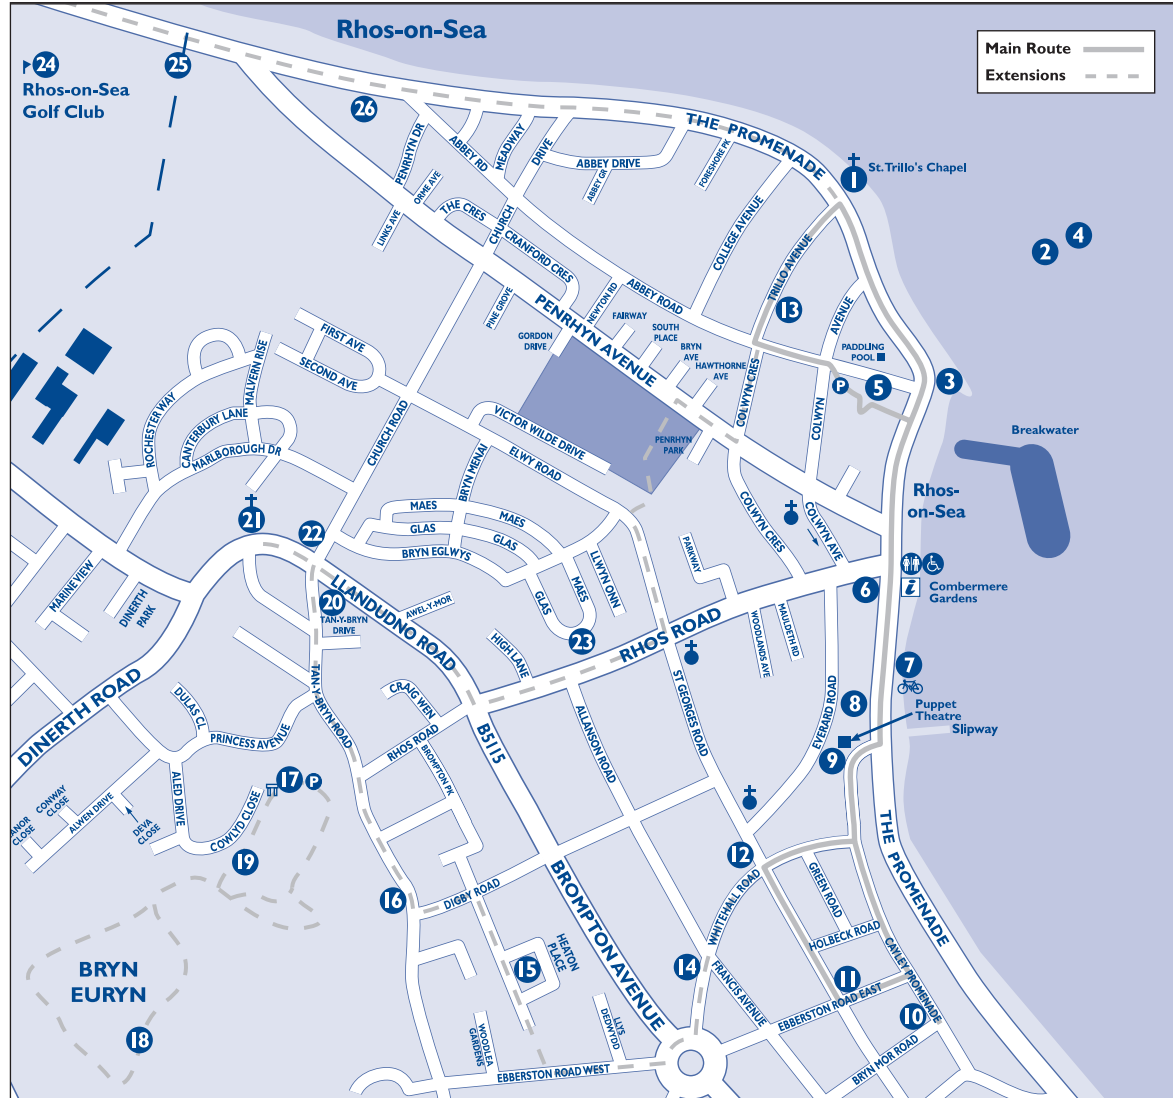 Rhos-on-Sea
Main Route
Extensions
24
Rhos-on-Sea
Golf Club
25
26
THE PROMENADE
1
St. Trillo's Chapel
2
4
PENRHYN DR
ABBEY RD
MEADWAY
DRIVE
CHURCH
ABBEY DRIVE
ABBEY GR
FORESHORE PK
ORME AVE
LINKS AVE
THE CRES
CRANFORD CRES
COLLEGE AVENUE
TRILLO AVENUE
13
ABBEY ROAD
AVENUE
COLWYN
PADDLING
POOL
P
5
3
PINE GROVE
NEWTON RD
GORDON
DRIVE
FAIRWAY
SOUTH
PLACE
BRYN
AVE
HAWTHORNE
AVE
PENRHYN AVENUE
COLWYN CRES
PENRHYN
PARK
Breakwater
Rhos-
on-Sea
FIRST AVE
SECOND AVE
MALVERN RISE
ROCHESTER WAY
CANTERBURY LANE
MARLBOROUGH DR
CHURCH ROAD
VICTOR WILDE DRIVE
ELWY ROAD
BRYN MENAI
MAES
MAES
GLAS
GLAS
BRYN EGLWYS
GLAS
MAES
LLWYN ONN
COLWYN CRES
COLWYN AVE
PARKWAY
21
22
20
23
6
i
Combermere
Gardens
MARINE VIEW
DINERTH
PARK
LLANDUDNO ROAD
TAN-Y-BRYN
DRIVE
AWEL-Y-MOR
HIGH LANE
RHOS ROAD
WOODLANDS AVE
MAULDETH RD
7
8
Puppet
Theatre
Slipway
9
DINERTH ROAD
DULAS CL
PRINCESS AVENUE
TAN-Y-BRYN ROAD
CRAIG WEN
RHOS ROAD
BROMPTON PK
B5115
ALLANSON ROAD
ST GEORGES ROAD
EVERARD ROAD
ANOR
CLOSE
CONWAY
CLOSE
ALWEN DRIVE
DEVA
CLOSE
ALED DRIVE
COWLYD CLOSE
17
P
19
16
DIGBY ROAD
12
WHITEHALL ROAD
GREEN ROAD
HOLBECK ROAD
THE PROMENADE
CAYLEY PROMENADE
BROMPTON AVENUE
BRYN
EURYN
18
HEATON
PLACE
15
14
FRANCIS AVENUE
11
EBBERSTON ROAD EAST
10
BRYN MOR ROAD
WOODLEA
GARDENS
LLYS
DEDWYDD
EBBERSTON ROAD WEST